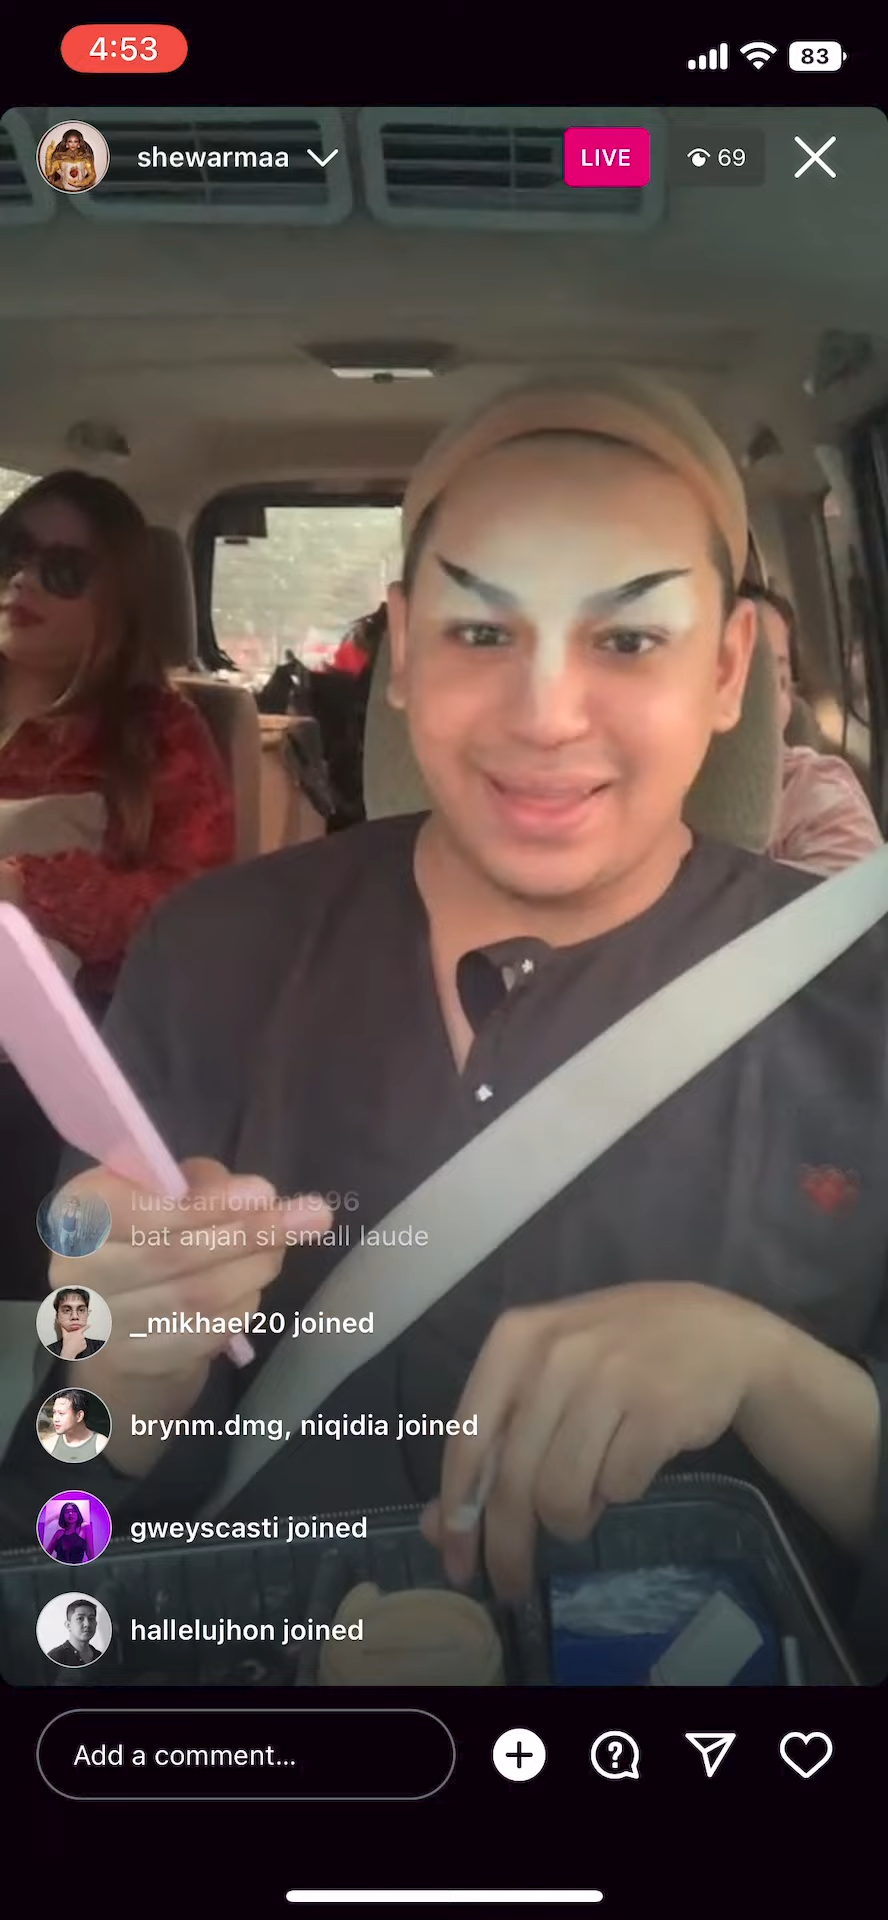 4:53
83
shewarmaa
LIVE
69
luiscarlomm1996
bat anjan si small laude
_mikhael20 joined
brynm.dmg, niqidia joined
gweyscasti joined
hallelujhon joined
Add a comment...